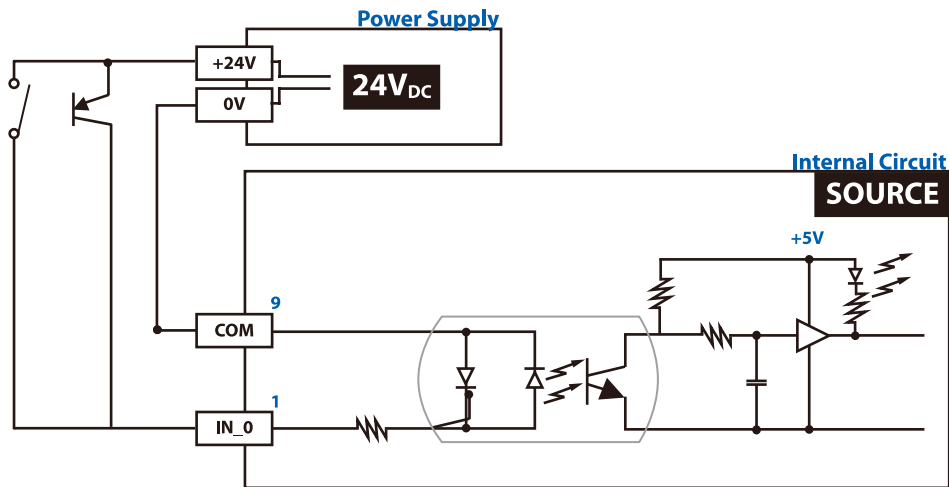 Power Supply
+24V
0V
24VDC
Internal Circuit
SOURCE
+5V
9
COM
1
IN_0